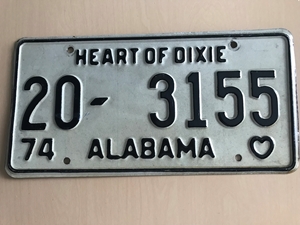 HEART OF DIXIE
20- 3155
74 ALABAMA